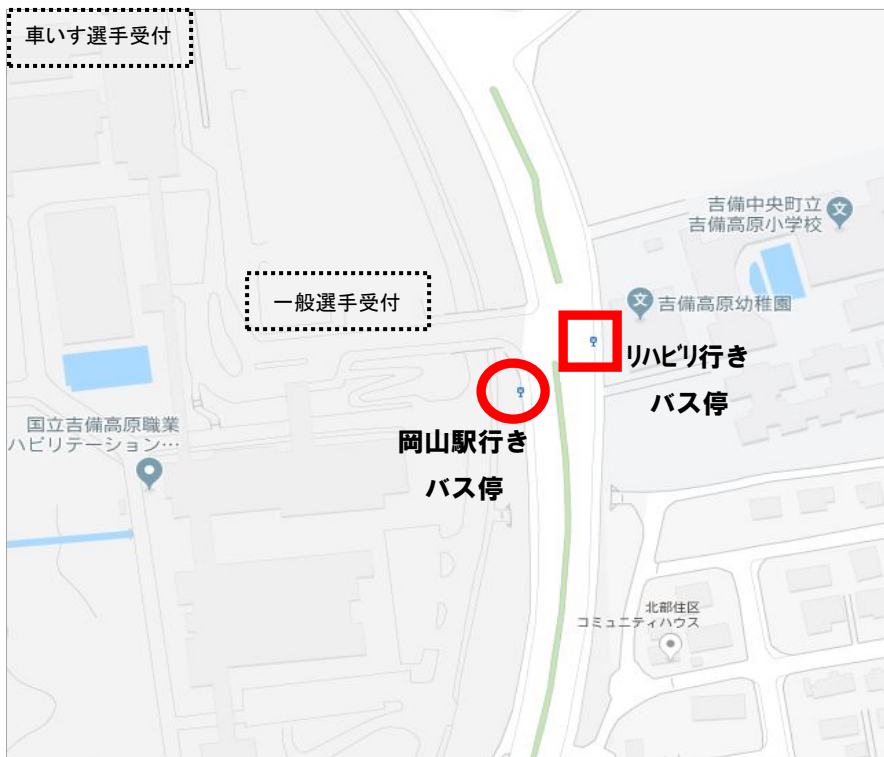 車いす選手受付
吉備中央町立
吉備高原小学校
文
一般選手受付
文
吉備高原幼稚園
リハビリ行き
バス停
岡山駅行き
バス停
国立吉備高原職業
ハビリテーション…
北部住区
コミュニティハウス